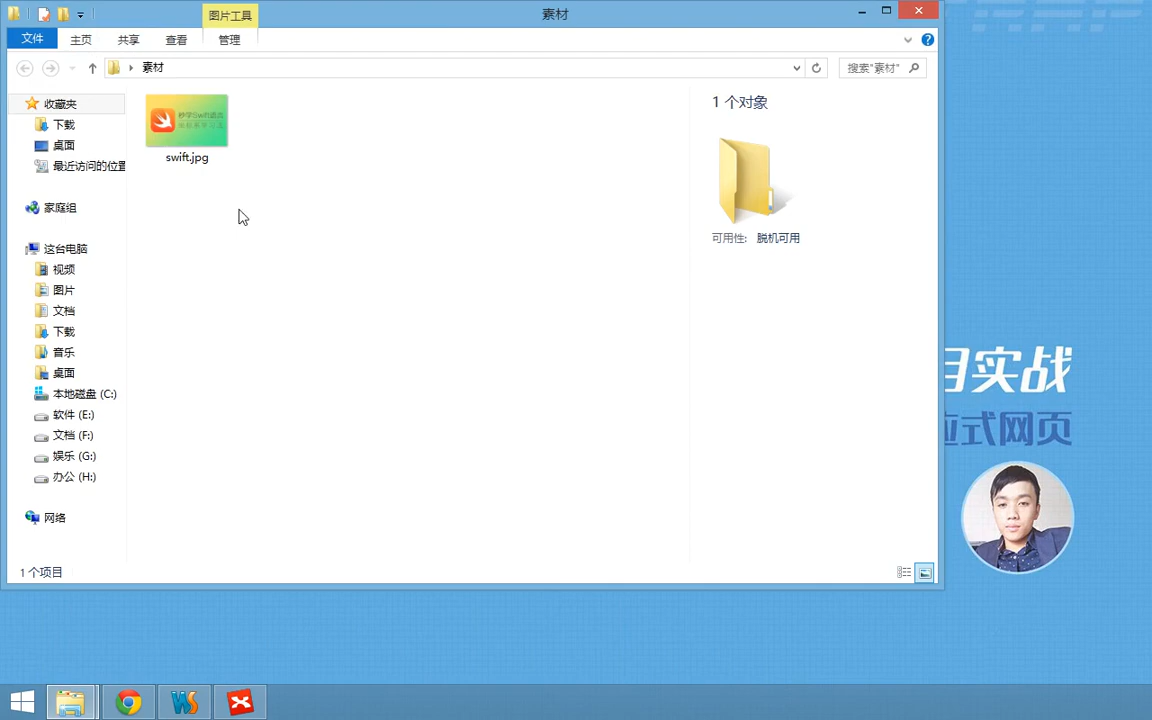 图片工具
素材
文件
主页
共享
查看
管理
素材
搜索"素材"
收藏夹
下载
桌面
最近访问的位置
家庭组
这台电脑
视频
图片
文档
下载
音乐
桌面
本地磁盘 (C:)
软件 (E:)
文档 (F:)
娱乐 (G:)
办公 (H:)
网络
swift.jpg
1 个对象
可用性: 脱机可用
1 个项目
目实战
应式网页